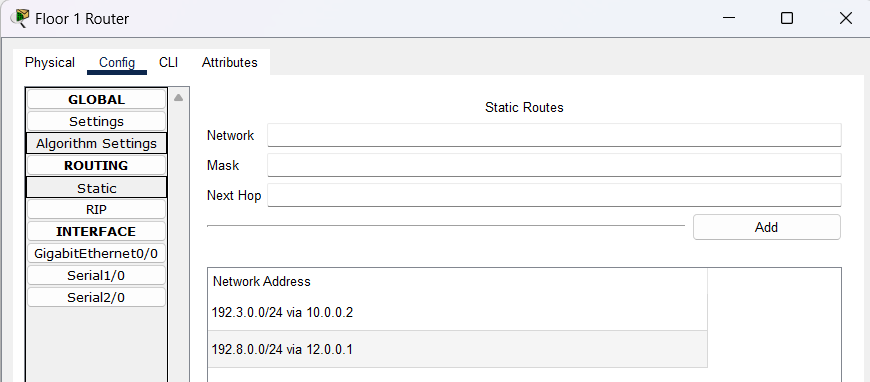 Floor 1 Router
Physical Config CLI Attributes
GLOBAL
Settings
Algorithm Settings
ROUTING
Static
RIP
INTERFACE
GigabitEthernet0/0
Serial1/0
Serial2/0
Static Routes
Network
Mask
Next Hop
Add
Network Address
192.3.0.0/24 via 10.0.0.2
192.8.0.0/24 via 12.0.0.1